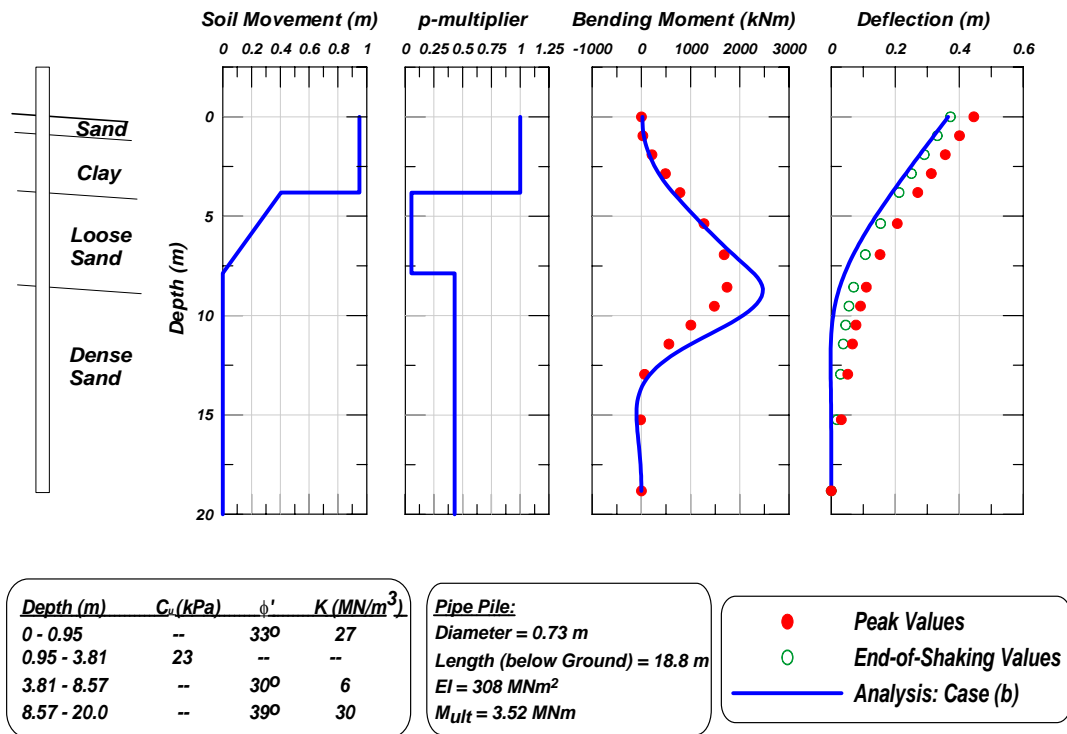 Soil Movement (m) p-multiplier Bending Moment (kNm) Deflection (m)
0 0.2 0.4 0.6 0.8 1 0 0.25 0.5 0.75 1 1.25 -1000 0 1000 2000 3000 0 0.2 0.4 0.6
0
5
10
15
20
Depth (m)
Sand
Clay
Loose
Sand
Dense
Sand
Depth (m) Cu (kPa) ϕ' K (MN/m3)
0 - 0.95 -- 33º 27
0.95 - 3.81 23 -- --
3.81 - 8.57 -- 30º 6
8.57 - 20.0 -- 39º 30
Pipe Pile:
Diameter = 0.73 m
Length (below Ground) = 18.8 m
EI = 308 MNm2
Mult = 3.52 MNm
Peak Values
End-of-Shaking Values
Analysis: Case (b)